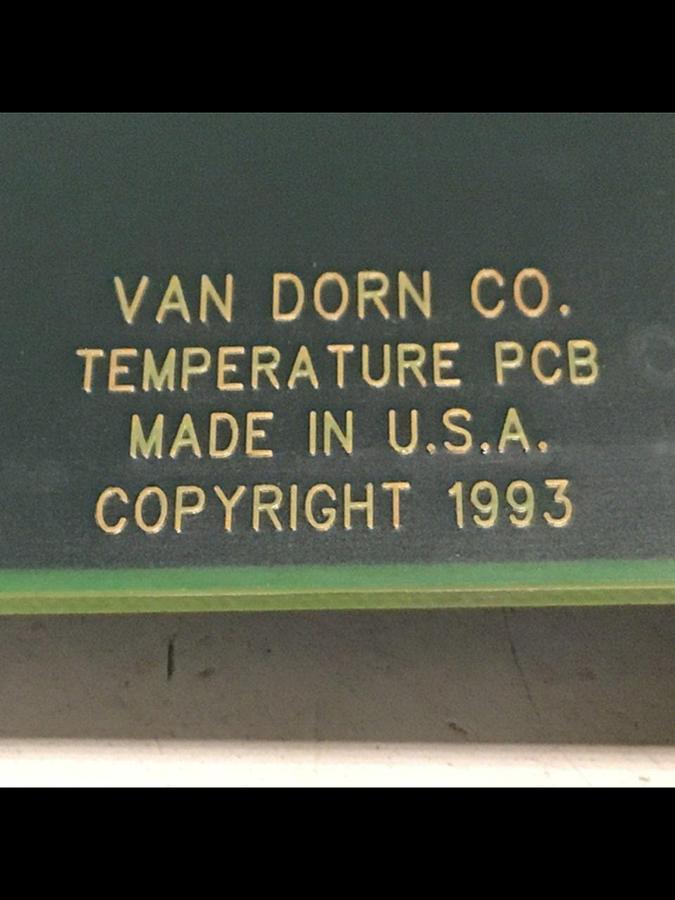 VAN DORN CO.
TEMPERATURE PCB
MADE IN U.S.A.
COPYRIGHT 1993